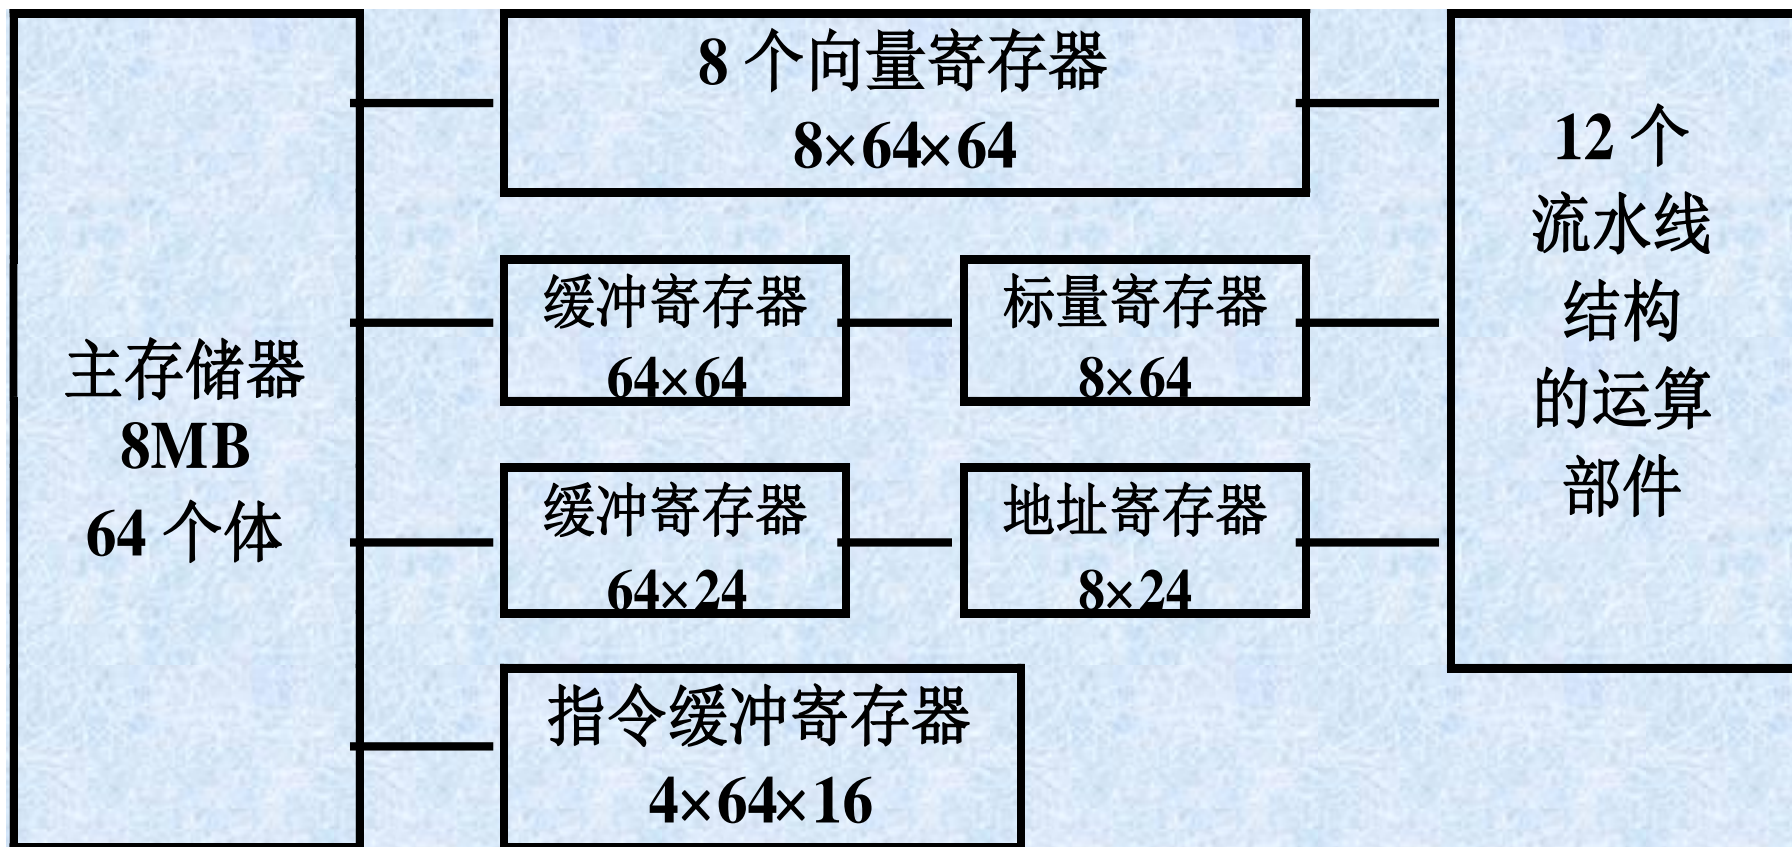 主存储器
8MB
64 个体
8 个向量寄存器
8×64×64
缓冲寄存器
64×64
标量寄存器
8×64
缓冲寄存器
64×24
地址寄存器
8×24
指令缓冲寄存器
4×64×16
12 个
流水线
结构
的运算
部件